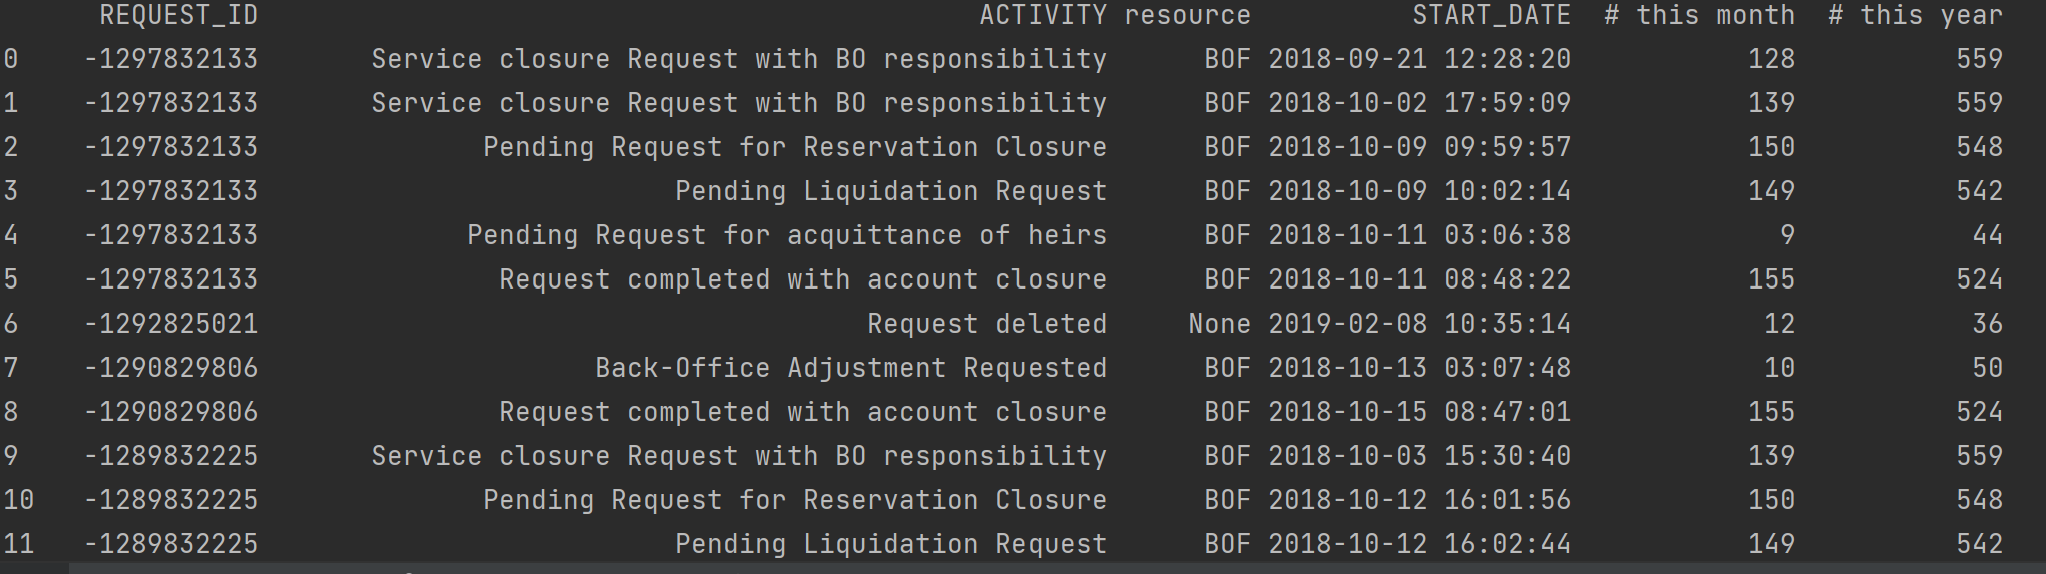 REQUEST_ID ACTIVITY resource START_DATE # this month # this year
0 -1297832133 Service closure Request with BO responsibility BOF 2018-09-21 12:28:20 128 559
1 -1297832133 Service closure Request with BO responsibility BOF 2018-10-02 17:59:09 139 559
2 -1297832133 Pending Request for Reservation Closure BOF 2018-10-09 09:59:57 150 548
3 -1297832133 Pending Liquidation Request BOF 2018-10-09 10:02:14 149 542
4 -1297832133 Pending Request for acquittance of heirs BOF 2018-10-11 03:06:38 9 44
5 -1297832133 Request completed with account closure BOF 2018-10-11 08:48:22 155 524
6 -1292825021 Request deleted None 2019-02-08 10:35:14 12 36
7 -1290829806 Back-Office Adjustment Requested BOF 2018-10-13 03:07:48 10 50
8 -1290829806 Request completed with account closure BOF 2018-10-15 08:47:01 155 524
9 -1289832225 Service closure Request with BO responsibility BOF 2018-10-03 15:30:40 139 559
10 -1289832225 Pending Request for Reservation Closure BOF 2018-10-12 16:01:56 150 548
11 -1289832225 Pending Liquidation Request BOF 2018-10-12 16:02:44 149 542